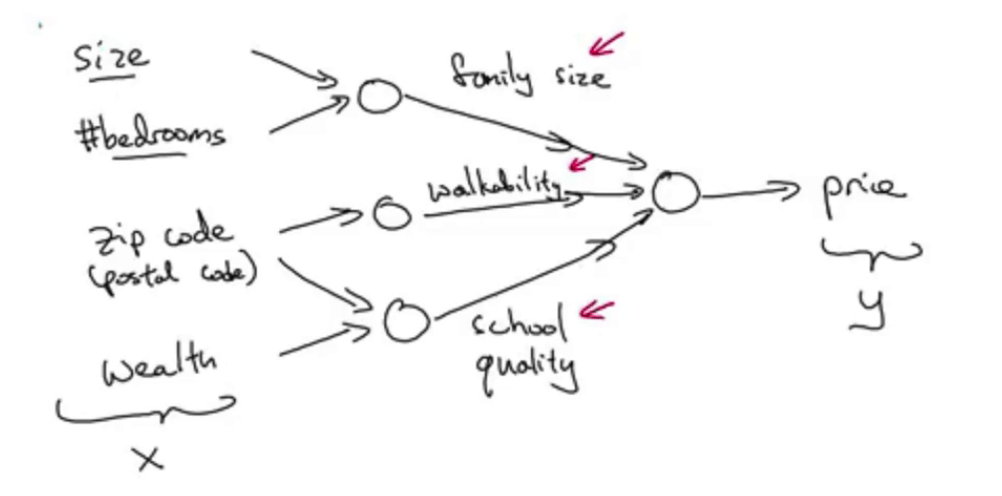 size
family size
#bedrooms
walkability
zip code
(postal code)
price
school
quality
wealth
y
x